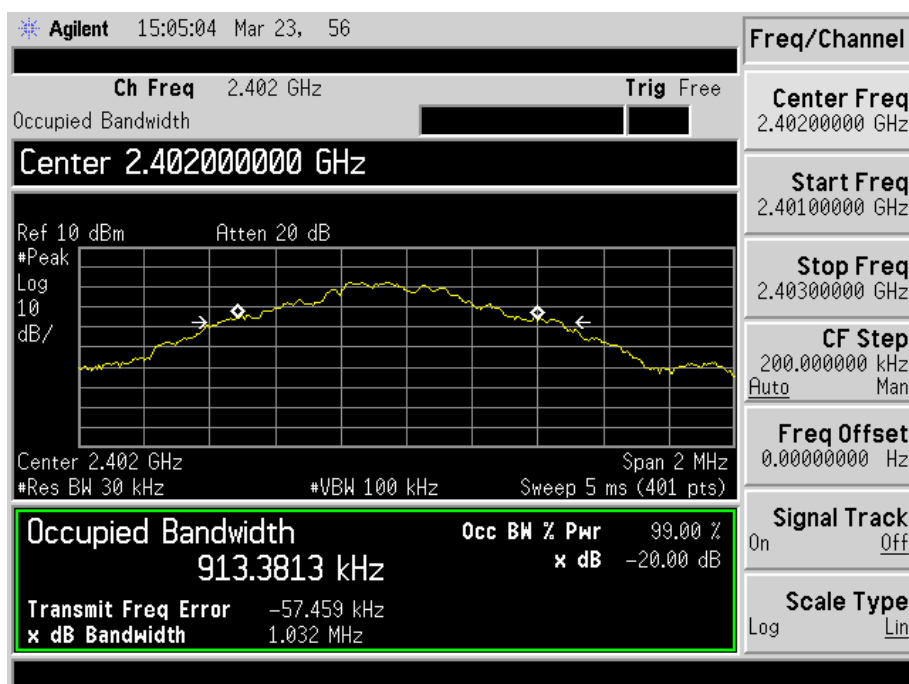 Agilent 15:05:04 Mar 23, 56
Ch Freq 2.402 GHz Trig Free
Occupied Bandwidth
Center 2.402000000 GHz
Ref 10 dBm Atten 20 dB
#Peak
Log
10
dB/
Center 2.402 GHz Span 2 MHz
#Res BW 30 kHz #VBW 100 kHz Sweep 5 ms (401 pts)
Occupied Bandwidth Occ BW % Pwr 99.00 %
913.3813 kHz x dB -20.00 dB
Transmit Freq Error -57.459 kHz
x dB Bandwidth 1.032 MHz
Freq/Channel
Center Freq
2.40200000 GHz
Start Freq
2.40100000 GHz
Stop Freq
2.40300000 GHz
CF Step
200.000000 kHz
Auto Man
Freq Offset
0.00000000 Hz
Signal Track
On Off
Scale Type
Log Lin